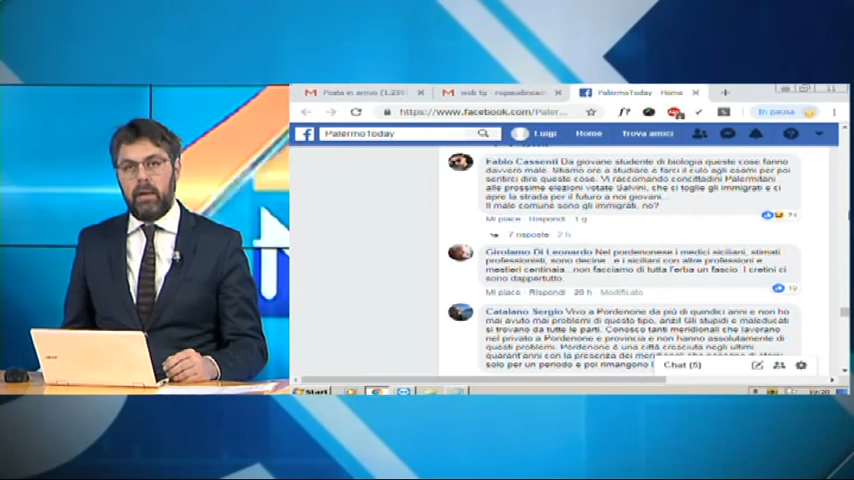 Posta in arrivo
web tg
PalermoToday Home
https://www.facebook.com/Paler
In pausa
PalermoToday
Luigi
Home
Trova amici
Fabio Cassenti Da giovane studente di biologia queste cose fanno
davvero male. Stiamo ore a studiare e farci il culo agli esami per poi
sentirci dire queste cose. Vi raccomando concittadini Palermitani
alle prossime elezioni votate Salvini, che ci toglie gli immigrati e ci
apre la strada per il futuro a noi giovani...
Il male comune sono gli immigrati, no?
Mi piace Rispondi 1 g
7 risposte 2 h
Girolamo Di Leonardo Nel pordenonese i medici siciliani, stimati
professionisti, sono decine...e i siciliani con altre professioni e
mestieri centinaia...non facciamo di tutta l'erba un fascio. I cretini ci
sono dappertutto.
Mi piace Rispondi 20 h Modificato
Catalano Sergio Vivo a Pordenone da più di quindici anni e non ho
mai avuto mai problemi di questo tipo, anzi! Gli stupidi e maleducati
si trovano da tutte le parti. Conosco tanti meridionali che lavorano
nel privato a Pordenone e provincia e non hanno assolutamente di
questi problemi. Pordenone è una città cresciuta negli ultimi
quarant'anni con la presenza dei
solo per un periodo e poi rimangono
Chat (5)
Start